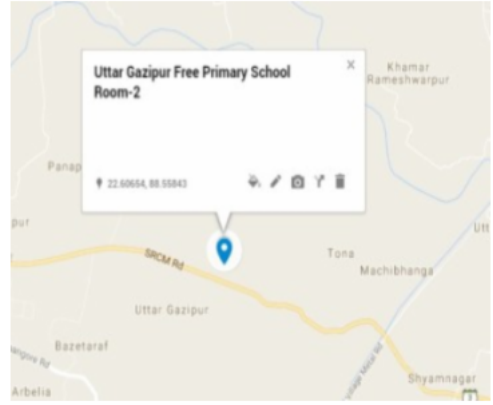 Uttar Gazipur Free Primary School
Room-2
22.60654, 88.55843
Khamar
Rameshwarpur
Panap
pur
Utt
SRCM Rd
Tona
Machibhanga
Uttar Gazipur
Bazetaraf
Shyamnagar
Arbelia